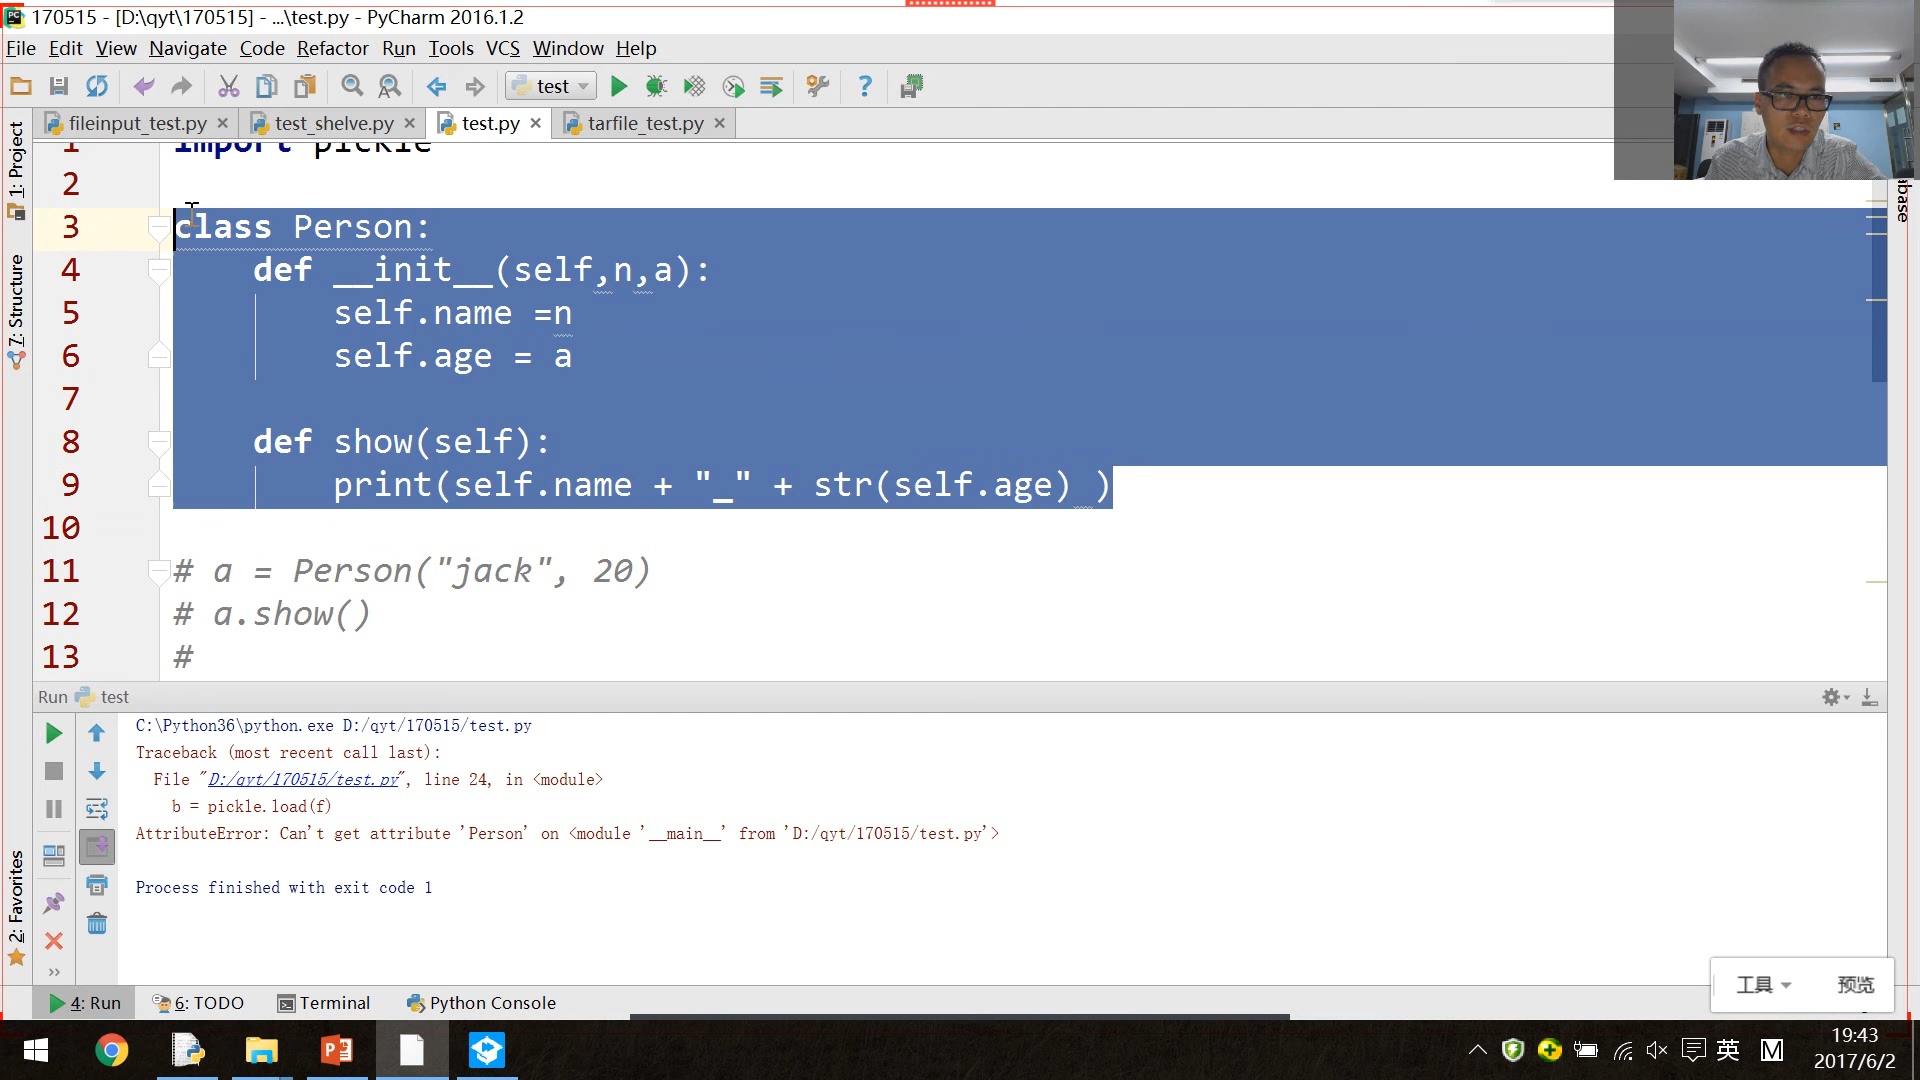 170515 - [D:\qyt\170515] - ...\test.py - PyCharm 2016.1.2
File Edit View Navigate Code Refactor Run Tools VCS Window Help
test
fileinput_test.py test_shelve.py test.py tarfile_test.py
1: Project
7: Structure
2: Favorites
base
1 import pickle
2
3 class Person:
4 def __init__(self,n,a):
5 self.name =n
6 self.age = a
7
8 def show(self):
9 print(self.name + "_" + str(self.age) )
10
11 # a = Person("jack", 20)
12 # a.show()
13 #
Run test
C:\Python36\python.exe D:/qyt/170515/test.py
Traceback (most recent call last):
File "D:/qyt/170515/test.py", line 24, in <module>
b = pickle.load(f)
AttributeError: Can't get attribute 'Person' on <module '__main__' from 'D:/qyt/170515/test.py'>
Process finished with exit code 1
工具 预览
4: Run 6: TODO Terminal Python Console
英 M
19:43
2017/6/2